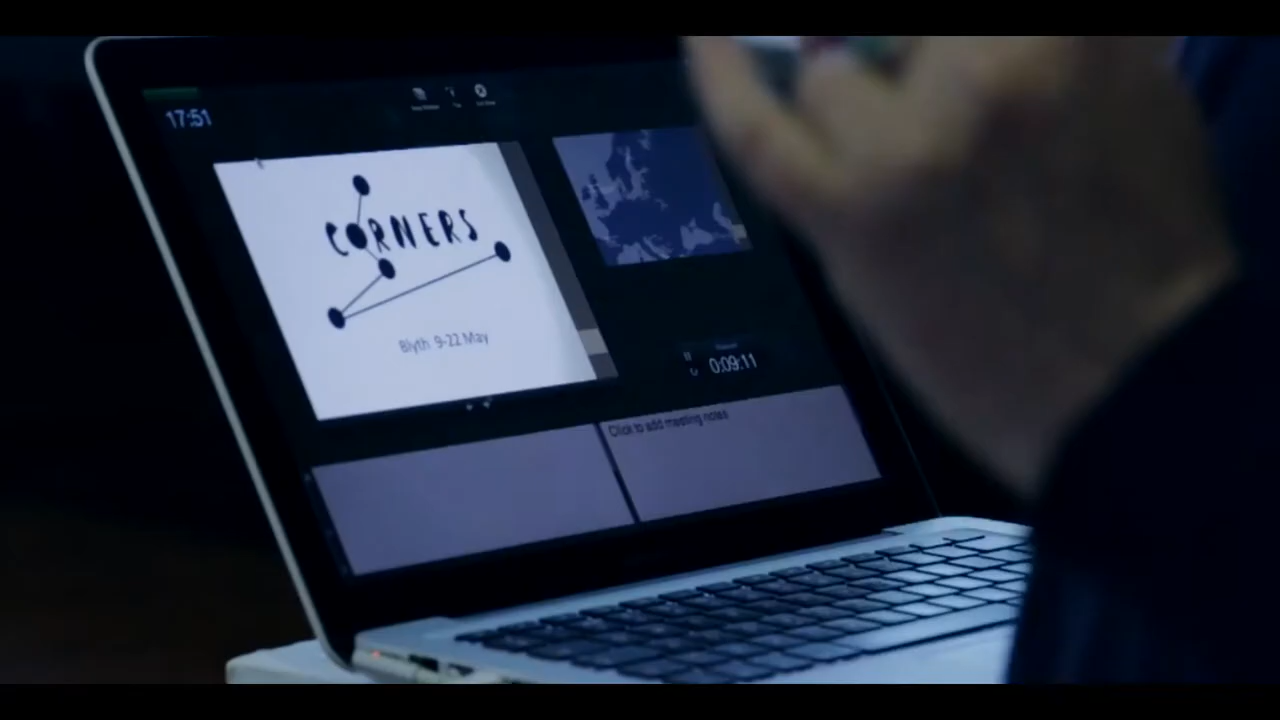 17:51
CORNERS
Blyth 9-22 May
0:09:11
Click to add meeting notes